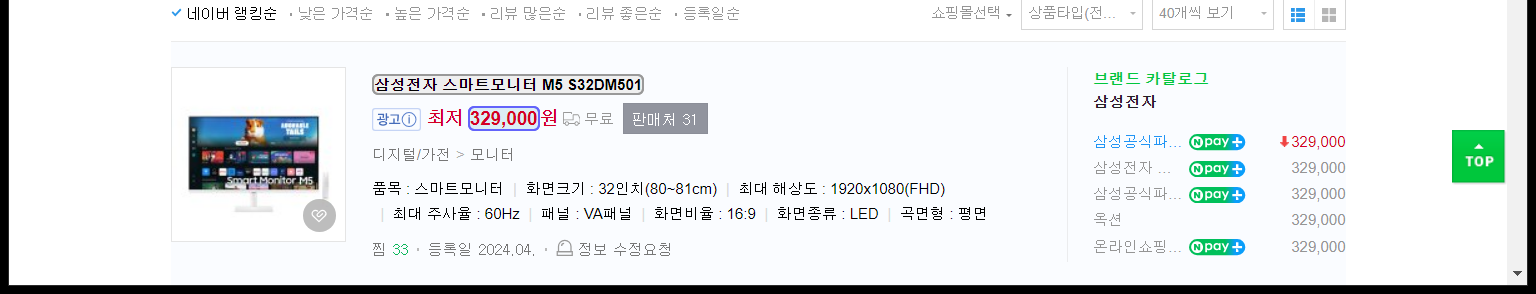 네이버 랭킹순 · 낮은 가격순 · 높은 가격순 · 리뷰 많은순 · 리뷰 좋은순 · 등록일순 쇼핑몰선택 상품타입(전... 40개씩 보기
삼성전자 스마트모니터 M5 S32DM501
광고 최저 329,000원 무료 판매처 31
디지털/가전 > 모니터
품목 : 스마트모니터 | 화면크기 : 32인치(80~81cm) | 최대 해상도 : 1920x1080(FHD)
| 최대 주사율 : 60Hz | 패널 : VA패널 | 화면비율 : 16:9 | 화면종류 : LED | 곡면형 : 평면
찜 33 · 등록일 2024.04. · 정보 수정요청
Smart Monitor M5
브랜드 카탈로그
삼성전자
삼성공식파... N pay+ 329,000
삼성전자 ... N pay+ 329,000
삼성공식파... N pay+ 329,000
옥션 329,000
온라인쇼핑... N pay+ 329,000
TOP